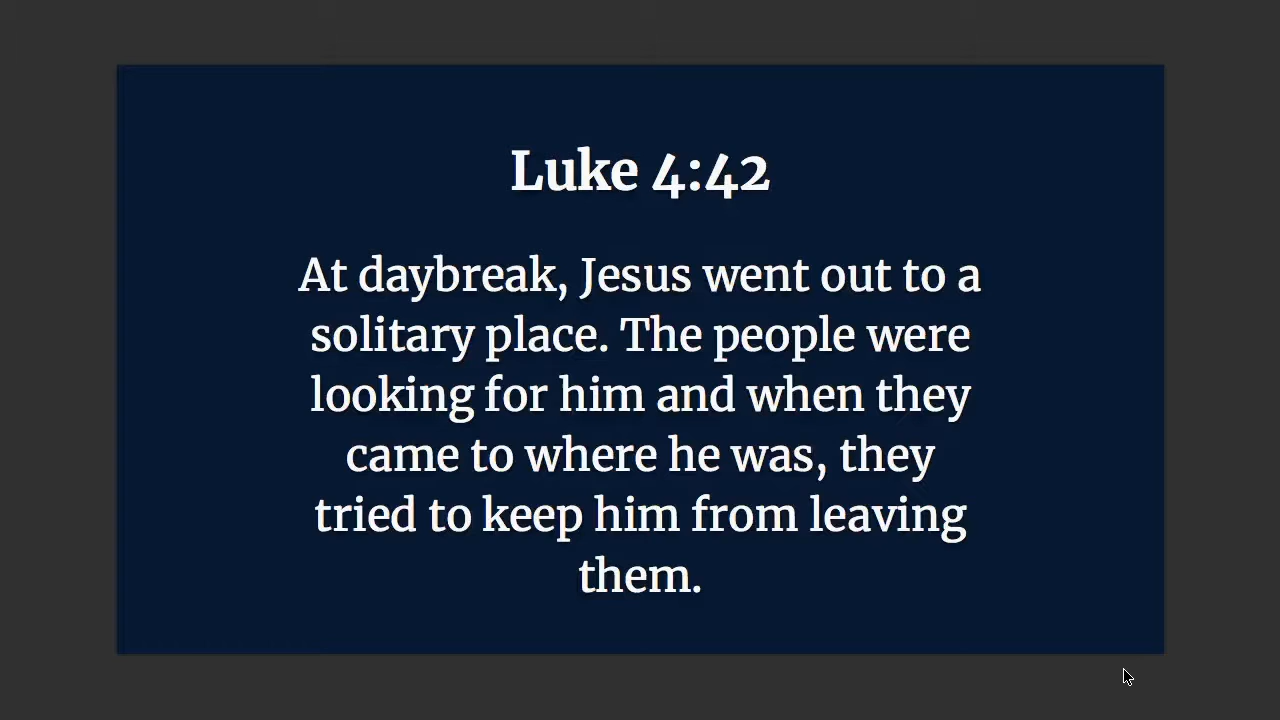 Luke 4:42
At daybreak, Jesus went out to a
solitary place. The people were
looking for him and when they
came to where he was, they
tried to keep him from leaving
them.